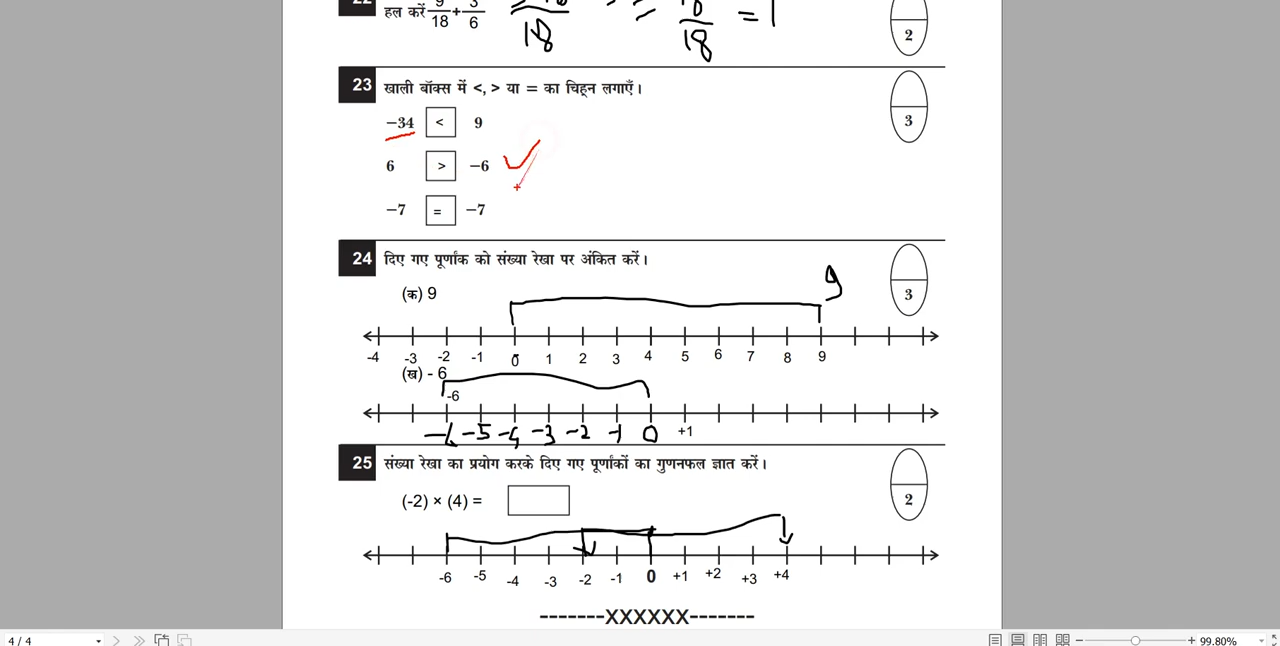 22
हल करें 9/18 + 3/6
18
= 18/18 = 1
2
23 खाली बॉक्स में <, > या = का चिह्न लगाएँ।
3
−34 < 9
6 > −6
−7 = −7
24 दिए गए पूर्णांक को संख्या रेखा पर अंकित करें।
3
(क) 9
9
-4 -3 -2 -1 0 1 2 3 4 5 6 7 8 9
(ख) - 6
-6
-6 -5 -4 -3 -2 -1 0 +1
25 संख्या रेखा का प्रयोग करके दिए गए पूर्णांकों का गुणनफल ज्ञात करें।
2
(-2) × (4) =
-6 -5 -4 -3 -2 -1 0 +1 +2 +3 +4
-------XXXXXX-------
4 / 4
99.80%